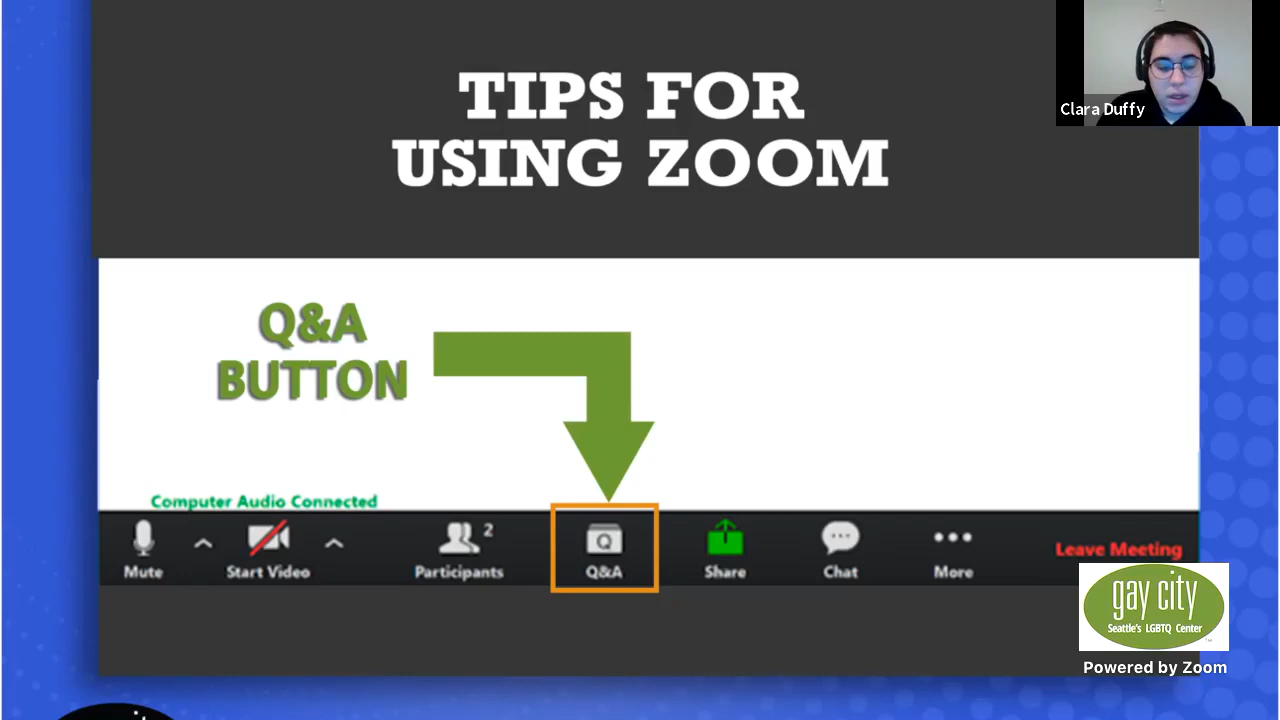 TIPS FOR
USING ZOOM
Clara Duffy
Q&A
BUTTON
Computer Audio Connected
2
Mute
Start Video
Participants
Q
Q&A
Share
Chat
More
Leave Meeting
gay city
Seattle's LGBTQ Center
TM
Powered by Zoom